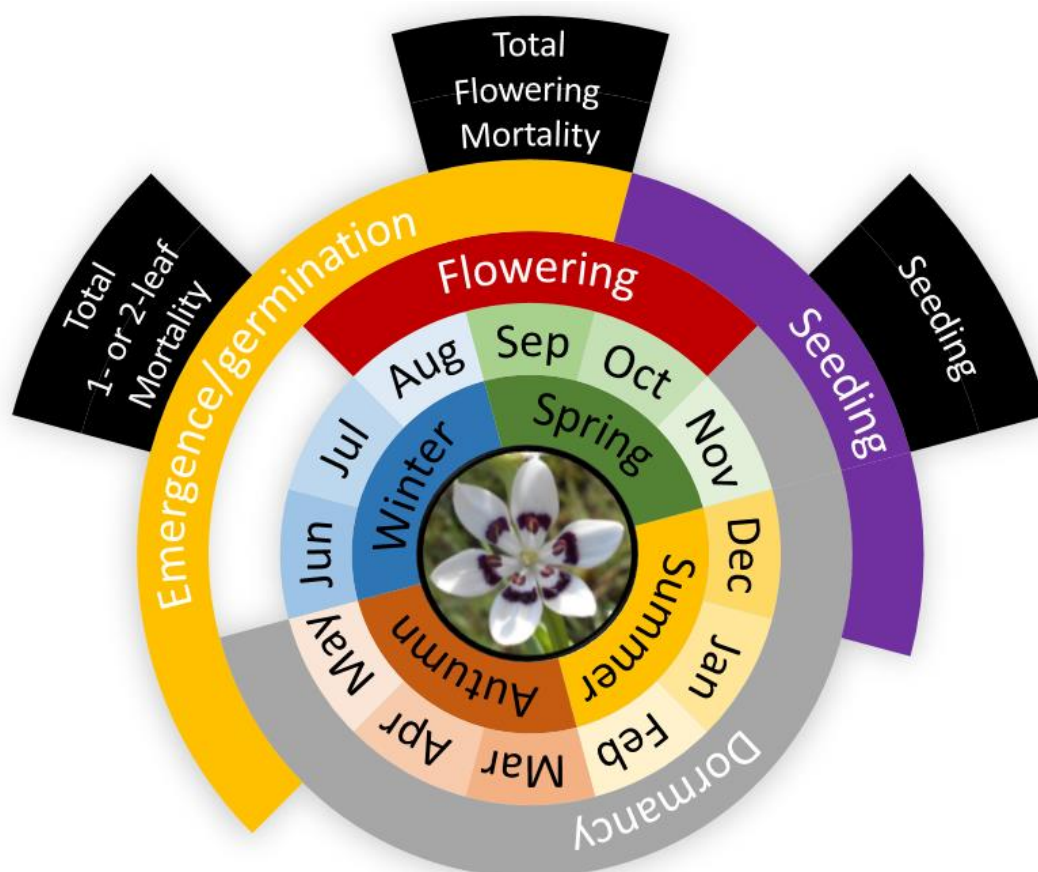 Total
Flowering
Mortality
Total
1- or 2-leaf
Mortality
Seeding
Emergence/germination
Seeding
Flowering
Dormancy
Jun
Jul
Aug
Sep
Oct
Nov
Dec
Jan
Feb
Mar
Apr
May
Winter
Spring
Summer
Autumn